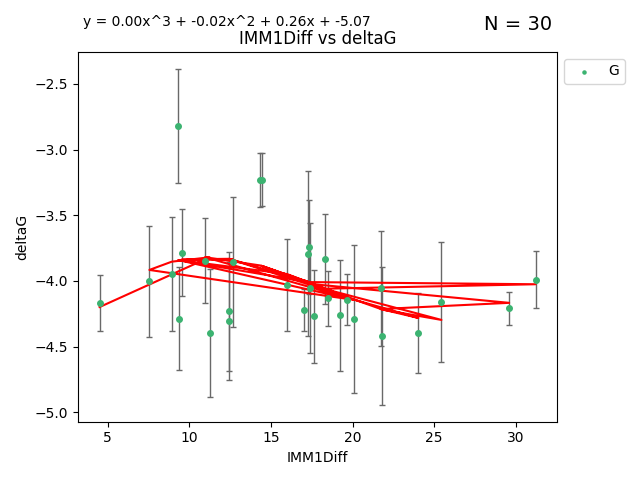 y = 0.00x^3 + -0.02x^2 + 0.26x + -5.07
N = 30
IMM1Diff vs deltaG
G
−2.5
−3.0
−3.5
−4.0
−4.5
−5.0
deltaG
5 10 15 20 25 30
IMM1Diff